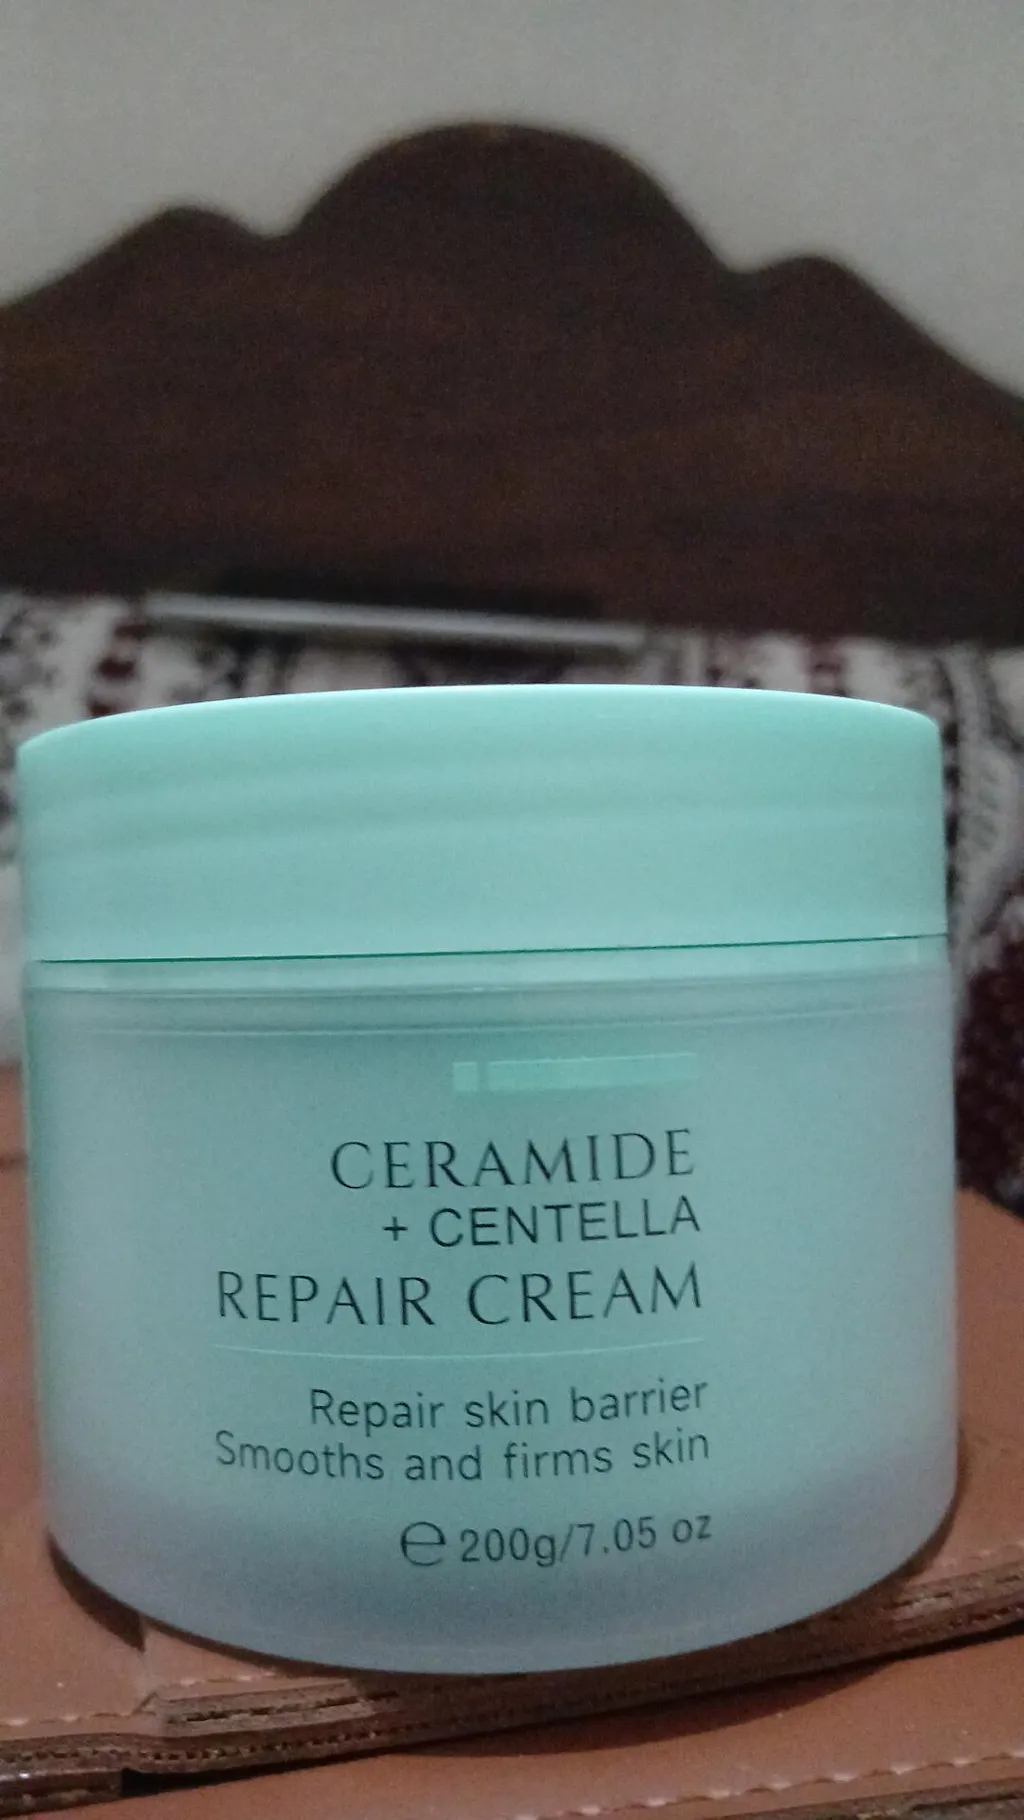 CERAMIDE
+ CENTELLA
REPAIR CREAM
Repair skin barrier
Smooths and firms skin
℮ 200g/7.05 oz